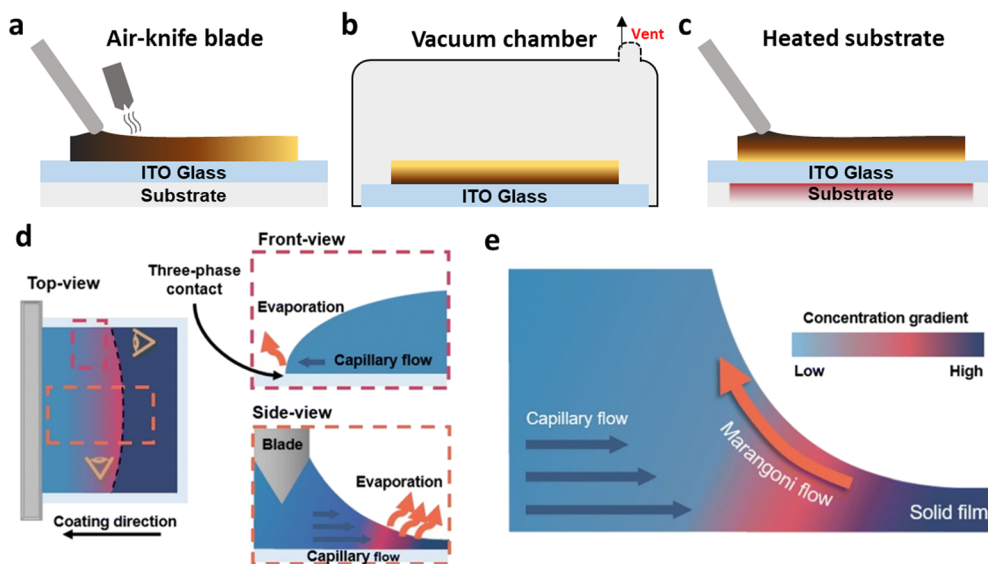 a
Air-knife blade
ITO Glass
Substrate
b
Vacuum chamber
Vent
ITO Glass
c
Heated substrate
ITO Glass
Substrate
d
Top-view
Coating direction
Three-phase
contact
Front-view
Evaporation
Capillary flow
Side-view
Blade
Evaporation
Capillary flow
e
Concentration gradient
Low
High
Capillary flow
Marangoni flow
Solid film